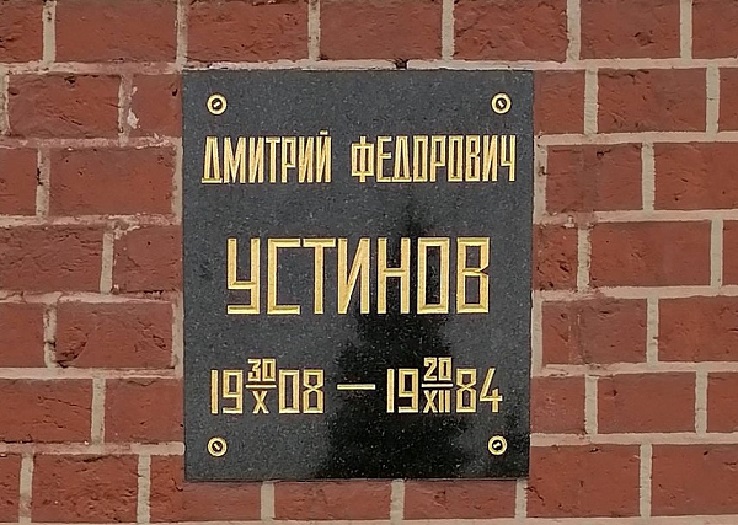 ДМИТРИЙ ФЕДОРОВИЧ
УСТИНОВ
19 30/X 08 — 19 20/XII 84